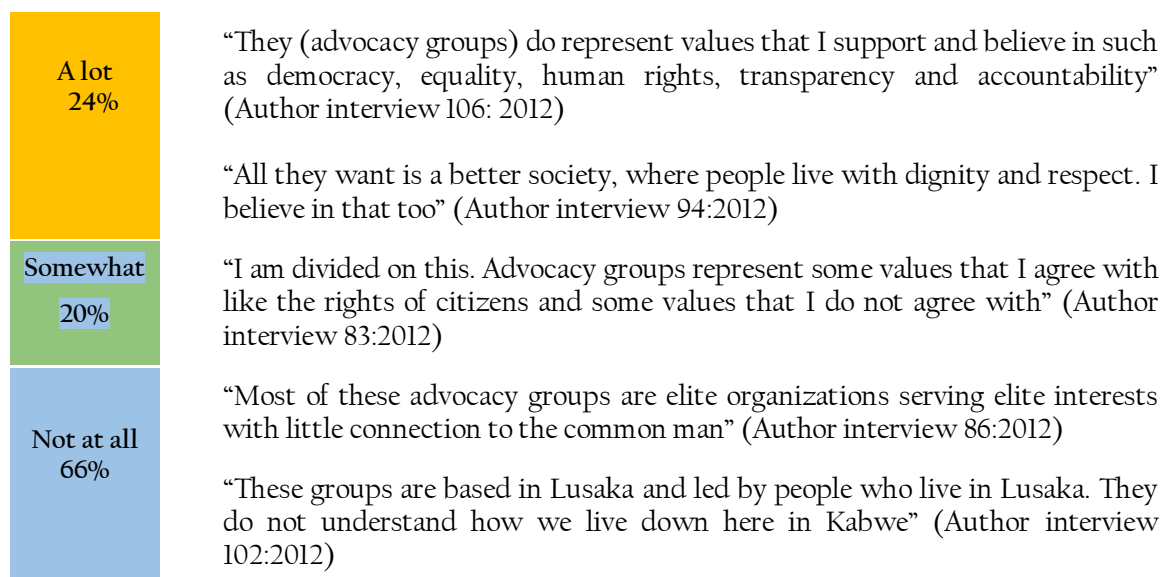 A lot
24%
“They (advocacy groups) do represent values that I support and believe in such
as democracy, equality, human rights, transparency and accountability”
(Author interview 106: 2012)
“All they want is a better society, where people live with dignity and respect. I
believe in that too” (Author interview 94:2012)
Somewhat
20%
“I am divided on this. Advocacy groups represent some values that I agree with
like the rights of citizens and some values that I do not agree with” (Author
interview 83:2012)
Not at all
66%
“Most of these advocacy groups are elite organizations serving elite interests
with little connection to the common man” (Author interview 86:2012)
“These groups are based in Lusaka and led by people who live in Lusaka. They
do not understand how we live down here in Kabwe” (Author interview
102:2012)